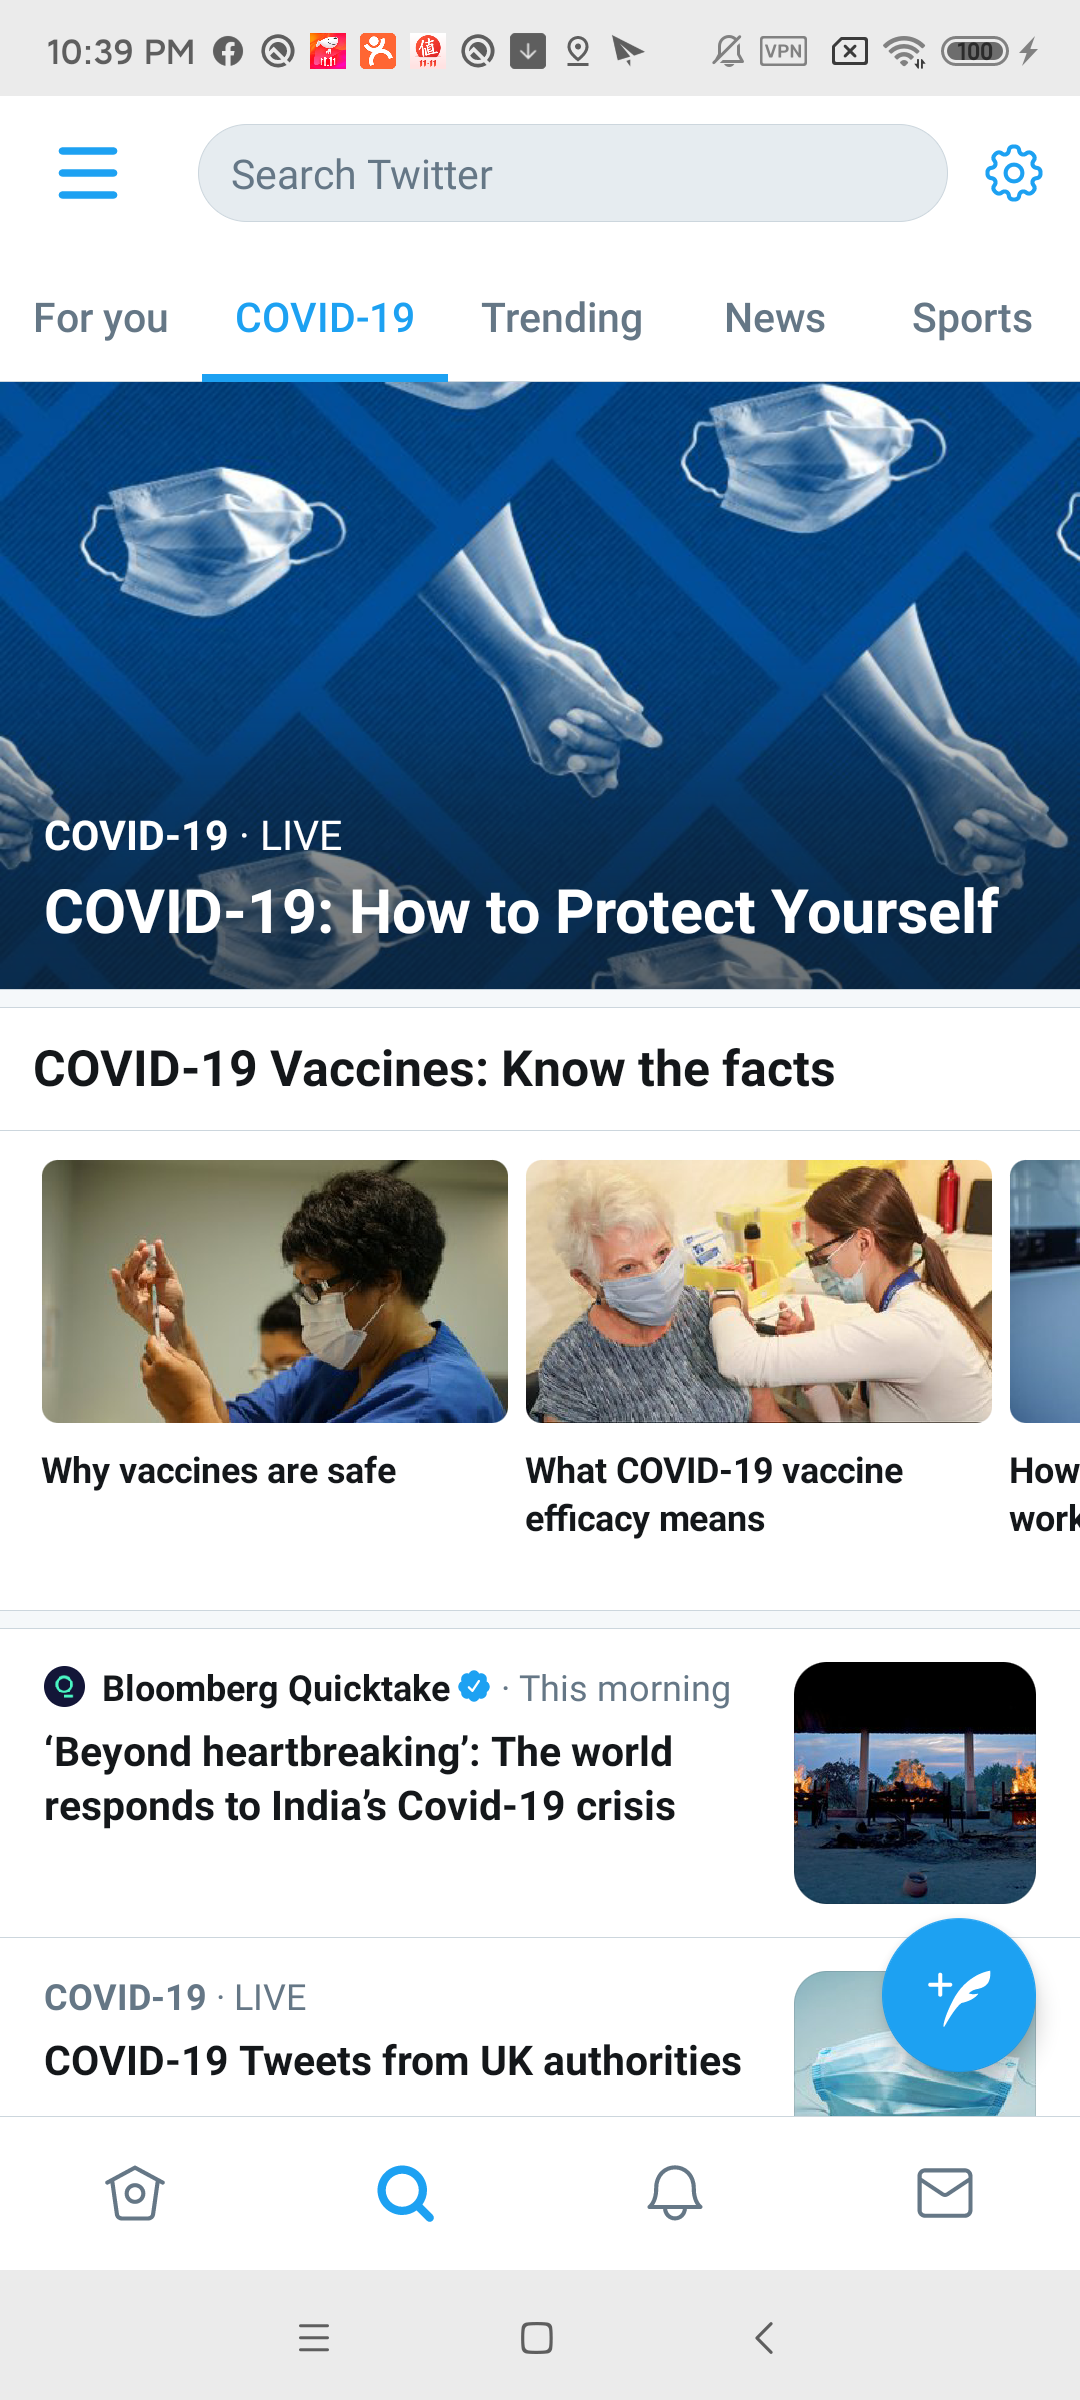 10:39 PM
VPN
100
Search Twitter
For you
COVID-19
Trending
News
Sports
COVID-19 · LIVE
COVID-19: How to Protect Yourself
COVID-19 Vaccines: Know the facts
Why vaccines are safe
What COVID-19 vaccine
efficacy means
How
work
Bloomberg Quicktake · This morning
‘Beyond heartbreaking’: The world
responds to India’s Covid-19 crisis
COVID-19 · LIVE
COVID-19 Tweets from UK authorities